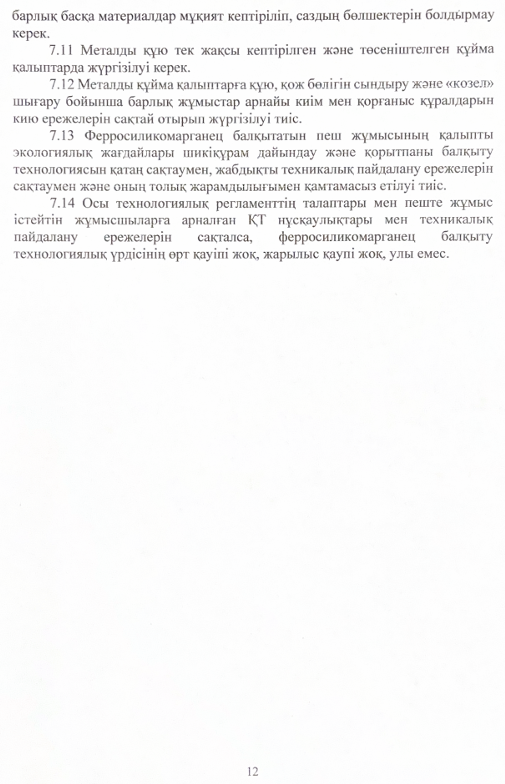 барлық басқа материалдар мұқият кептіріліп, саздың бөлшектерін болдырмау
керек.
7.11 Металды құю тек жақсы кептірілген және төсеніштелген құйма
қалыптарда жүргізілуі керек.
7.12 Металды құйма қалыптарға құю, қож бөлігін сындыру және «козел»
шығару бойынша барлық жұмыстар арнайы киім мен қорғаныс құралдарын
кию ережелерін сақтай отырып жүргізілуі тиіс.
7.13 Ферросиликомарганец балқытатын пеш жұмысының қалыпты
экологиялық жағдайлары шикіқұрам дайындау және қорытпаны балқыту
технологиясын қатаң сақтаумен, жабдықты техникалық пайдалану ережелерін
сақтаумен және оның толық жарамдылығымен қамтамасыз етілуі тиіс.
7.14 Осы технологиялық регламенттің талаптары мен пеште жұмыс
істейтін жұмысшыларға арналған ҚТ нұсқаулықтары мен техникалық
пайдалану ережелерін сақталса, ферросиликомарганец балқыту
технологиялық үрдісінің өрт қауіпі жоқ, жарылыс қаупі жоқ, улы емес.
12